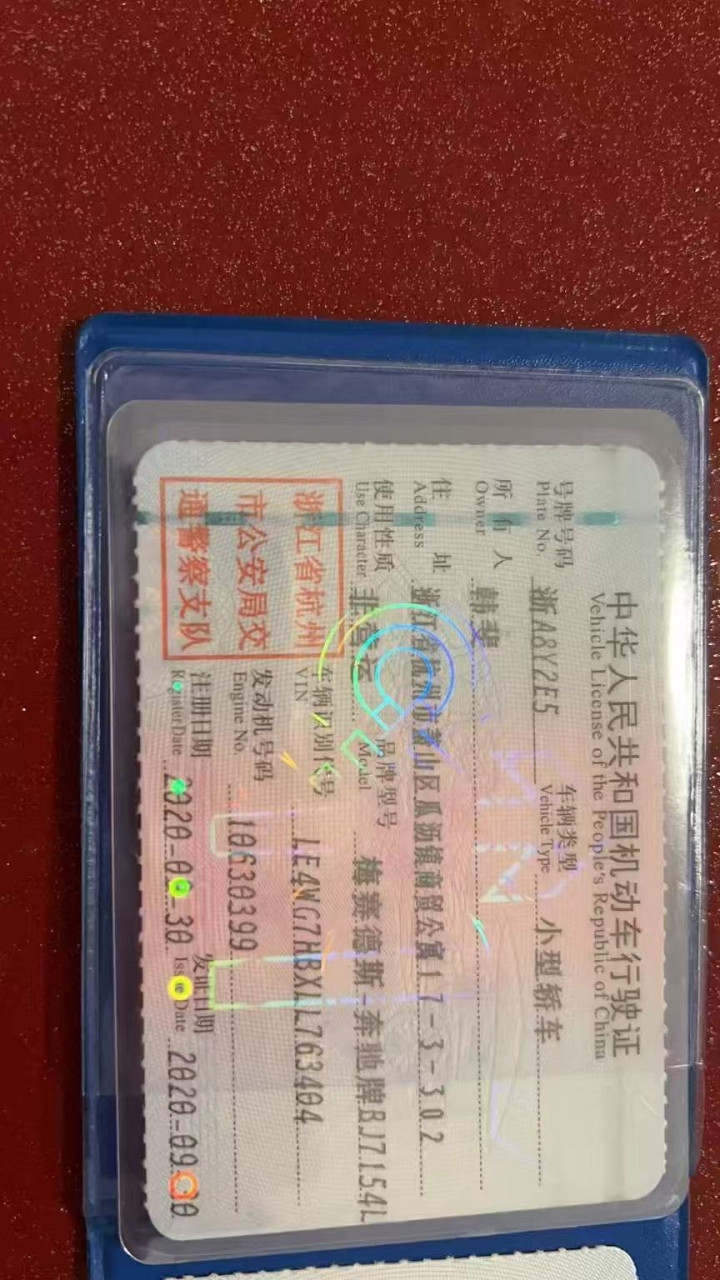 中华人民共和国机动车行驶证
Vehicle License of the People's Republic of China
号牌号码 浙A8Y2E5 车辆类型 小型轿车
Plate No. Vehicle Type
所有人 韩斐
Owner
住址 浙江省杭州市萧山区瓜沥镇商贸公寓17-3-302
Address
使用性质 非营运 品牌型号 梅赛德斯-奔驰牌BJ7154L
Use Character Model
浙江省杭州
市公安局交
通警察支队
车辆识别代号
VIN
发动机号码 10630399
Engine No.
注册日期 发证日期
Register Date Issue Date